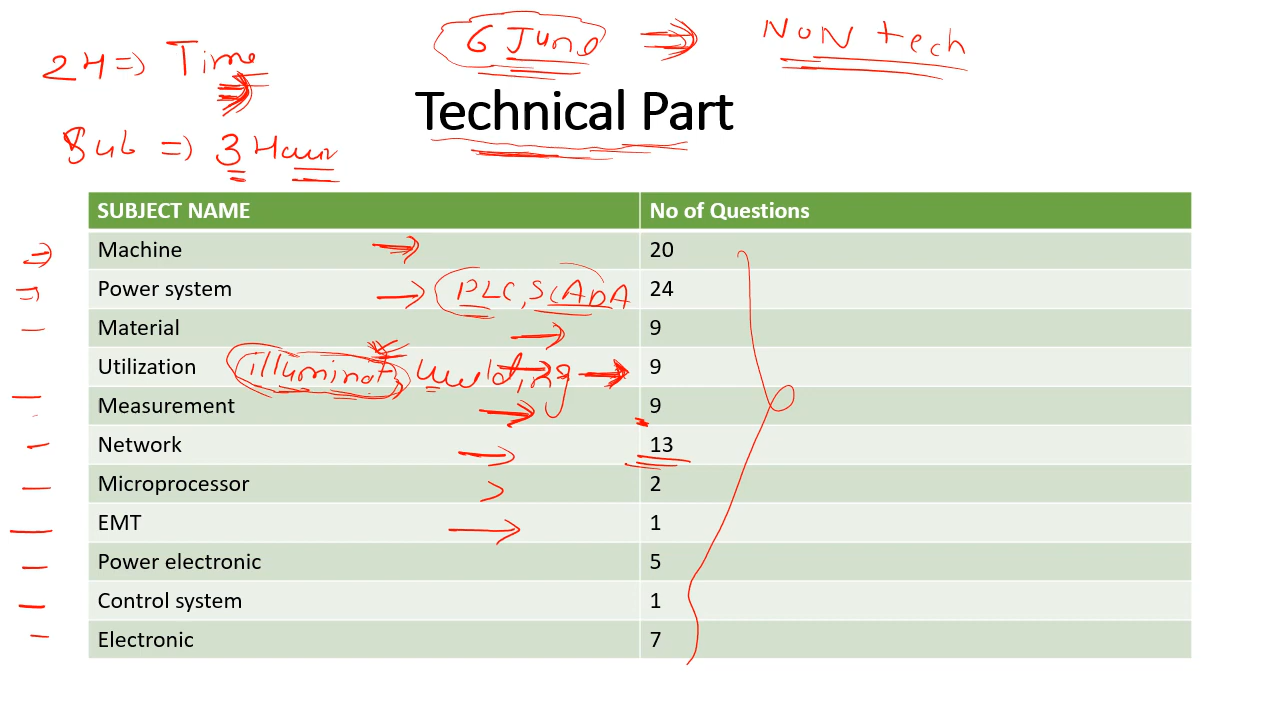 6 June ⇒ NoN tech
24 ⇒ Time
Technical Part
Sub ⇒ 3 Hour
SUBJECT NAME No of Questions
Machine 20
Power system PLC, SCADA 24
Material 9
Utilization illuminat, welding 9
Measurement 9
Network 13
Microprocessor 2
EMT 1
Power electronic 5
Control system 1
Electronic 7